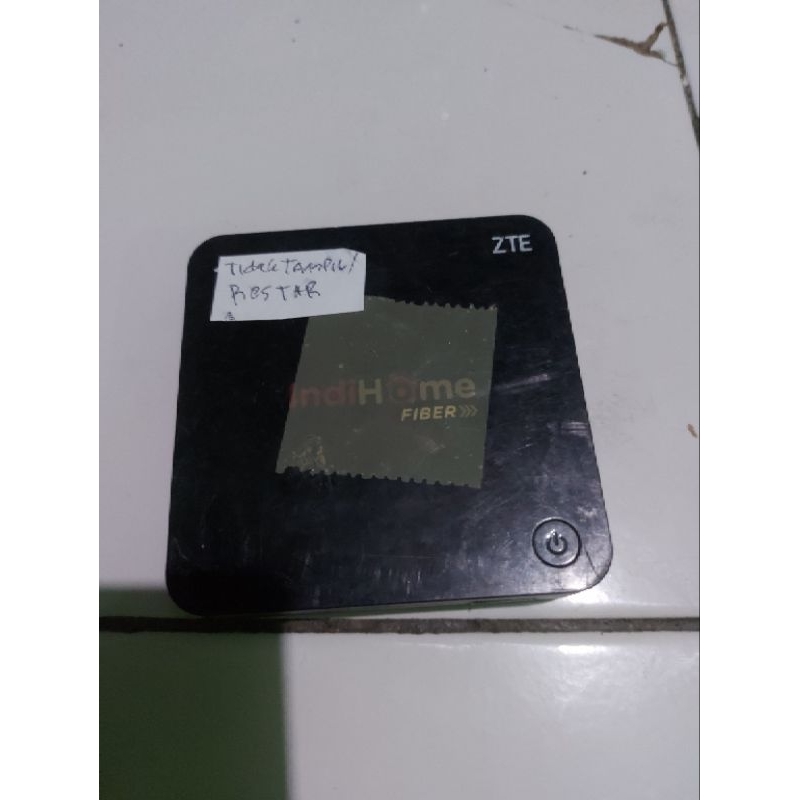 ZTE
TIDAK TAMPIL/
RESTAR
IndiHome
FIBER